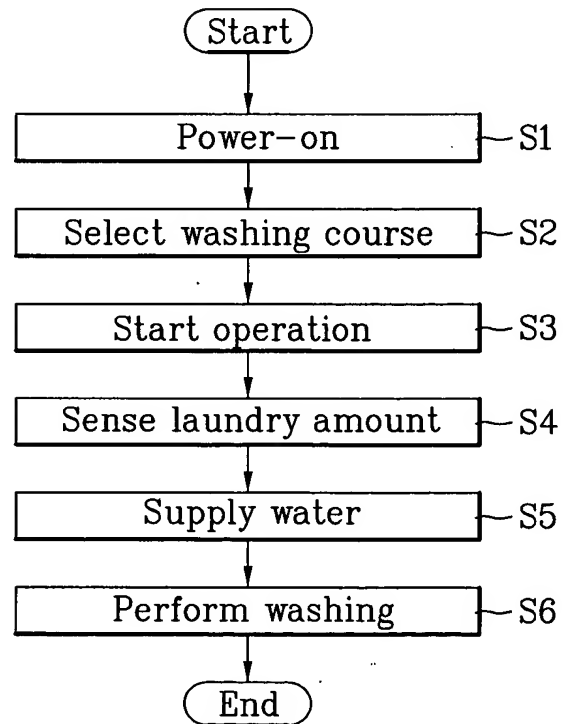 Start
Power-on S1
Select washing course S2
Start operation S3
Sense laundry amount S4
Supply water S5
Perform washing S6
End